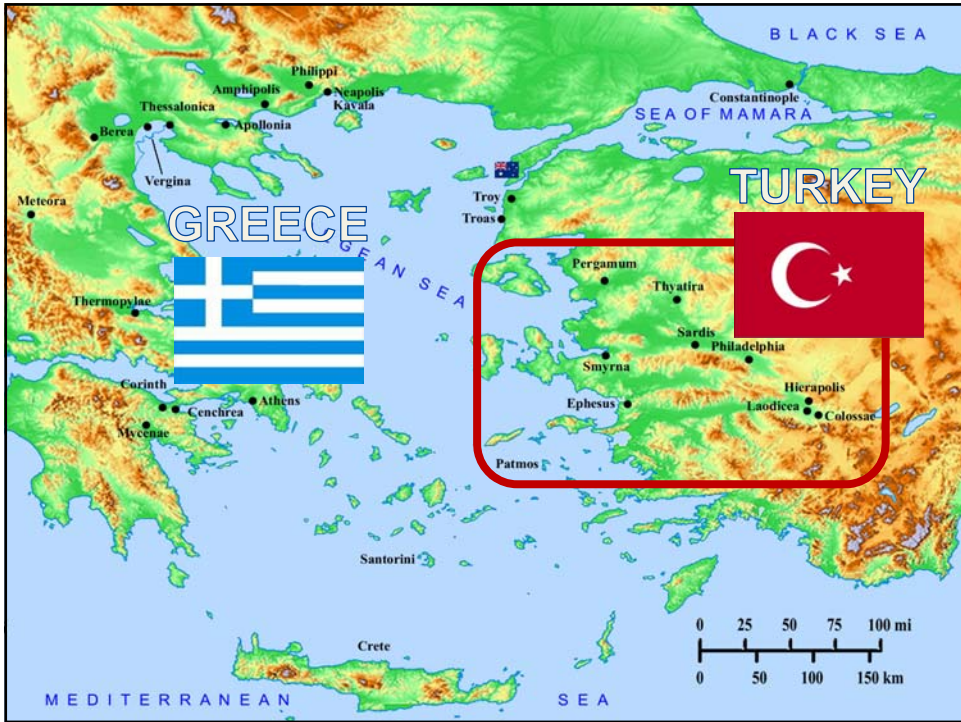 BLACK SEA
Philippi
Amphipolis
Neapolis
Kavala
Constantinople
Thessalonica
SEA OF MAMARA
Apollonia
Berea
Vergina
TURKEY
Troy
Meteora
GREECE
Troas
EGEAN SEA
Pergamum
Thyatira
Thermopylae
Sardis
Philadelphia
Smyrna
Corinth
Hierapolis
Athens
Ephesus
Laodicea
Cenchrea
Colossae
Mycenae
Patmos
Santorini
0 25 50 75 100 mi
Crete
0 50 100 150 km
MEDITERRANEAN SEA